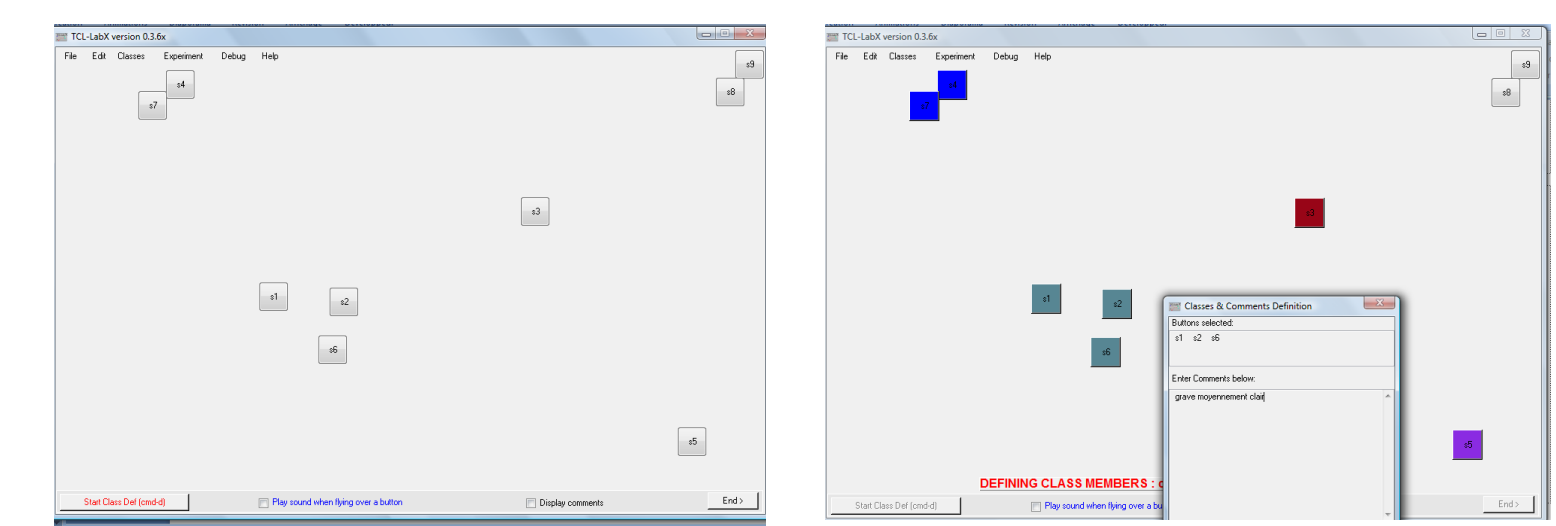 TCL-LabX version 0.3.6x
File Edit Classes Experiment Debug Help
s9
s4
s8
s7
s3
s1
s2
s6
s5
Start Class Def (cmd-d) Play sound when flying over a button Display comments End >
TCL-LabX version 0.3.6x
File Edit Classes Experiment Debug Help
s9
s4
s8
s7
s3
s1
s2
s6
Classes & Comments Definition
Buttons selected:
s1 s2 s6
Enter Comments below:
grave moyennement clair
s5
DEFINING CLASS MEMBERS :
Start Class Def (cmd-d) Play sound when flying over a End >